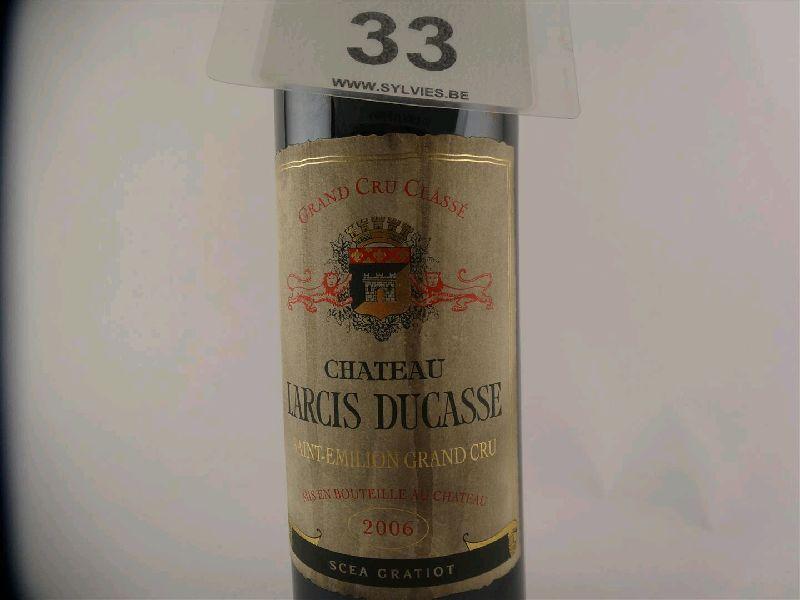 33
WWW.SYLVIES.BE
GRAND CRU CLASSÉ
CHATEAU
LARCIS DUCASSE
SAINT-EMILION GRAND CRU
MIS EN BOUTEILLE AU CHATEAU
2006
SCEA GRATIOT